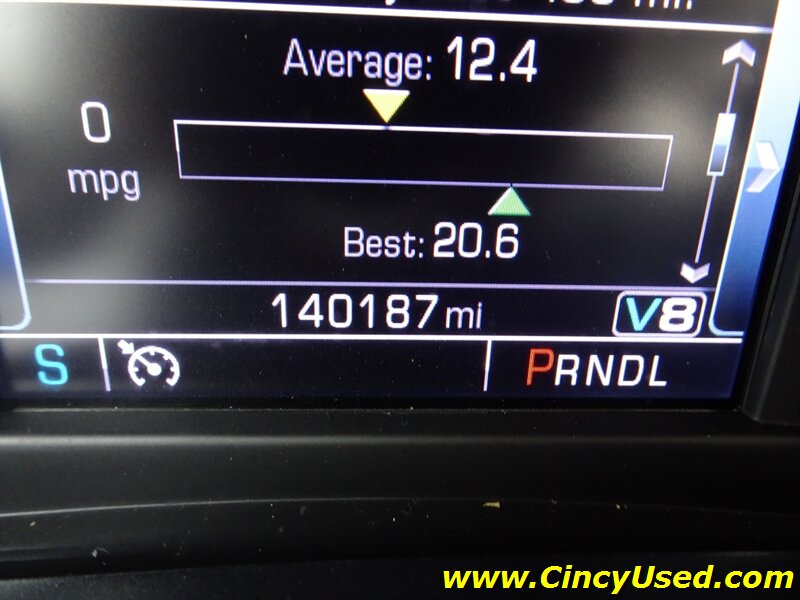 Average: 12.4
0
mpg
Best: 20.6
140187 mi
V8
S
PRNDL
www.CincyUsed.com